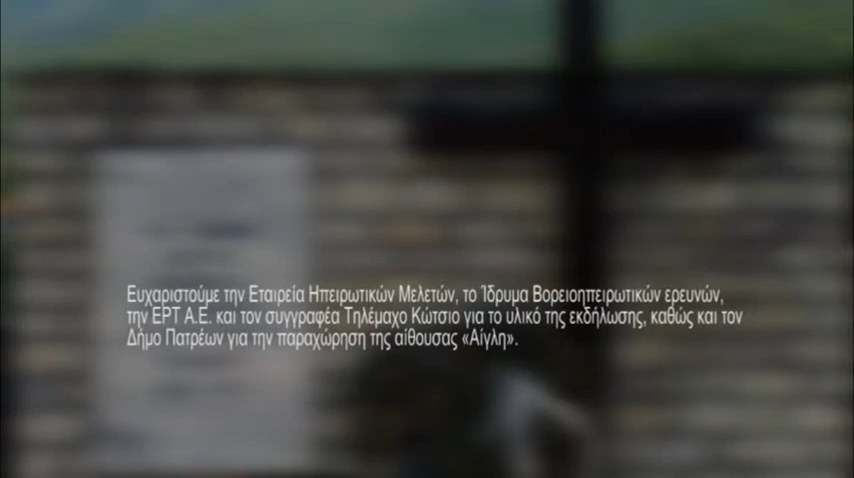 Ευχαριστούμε την Εταιρεία Ηπειρωτικών Μελετών, το Ίδρυμα Βορειοηπειρωτικών ερευνών,
την ΕΡΤ Α.Ε. και τον συγγραφέα Τηλέμαχο Κώτσιο για το υλικό της εκδήλωσης, καθώς και τον
Δήμο Πατρέων για την παραχώρηση της αίθουσας «Αίγλη».